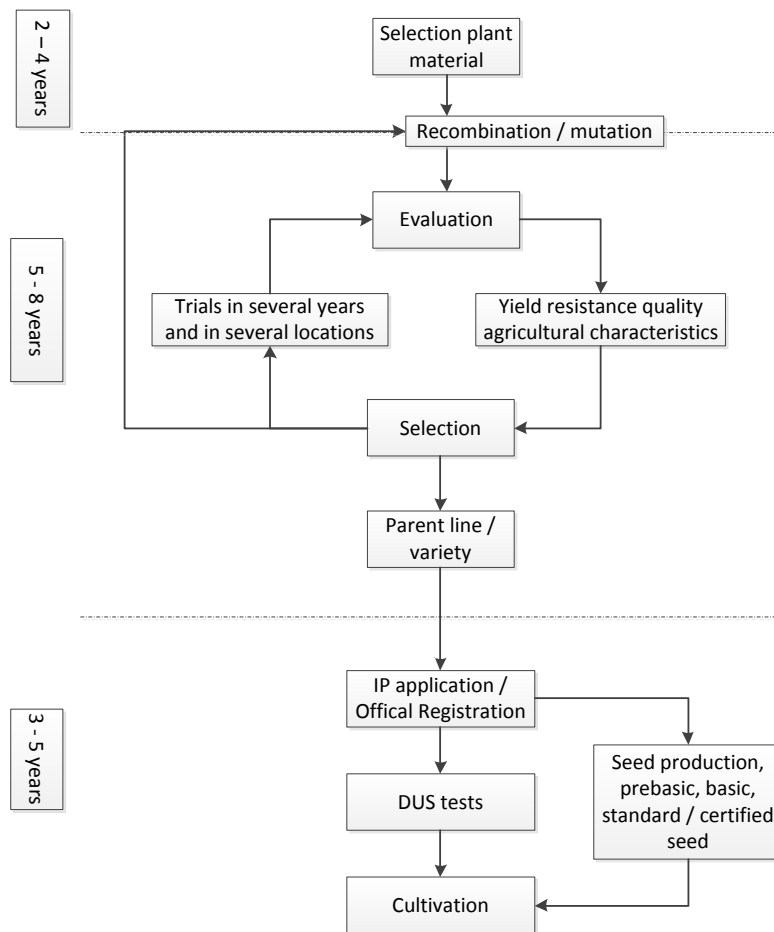 2 – 4 years
Selection plant
material
Recombination / mutation
Evaluation
5 - 8 years
Trials in several years
and in several locations
Yield resistance quality
agricultural characteristics
Selection
Parent line /
variety
IP application /
Offical Registration
3 - 5 years
Seed production,
prebasic, basic,
standard / certified
seed
DUS tests
Cultivation